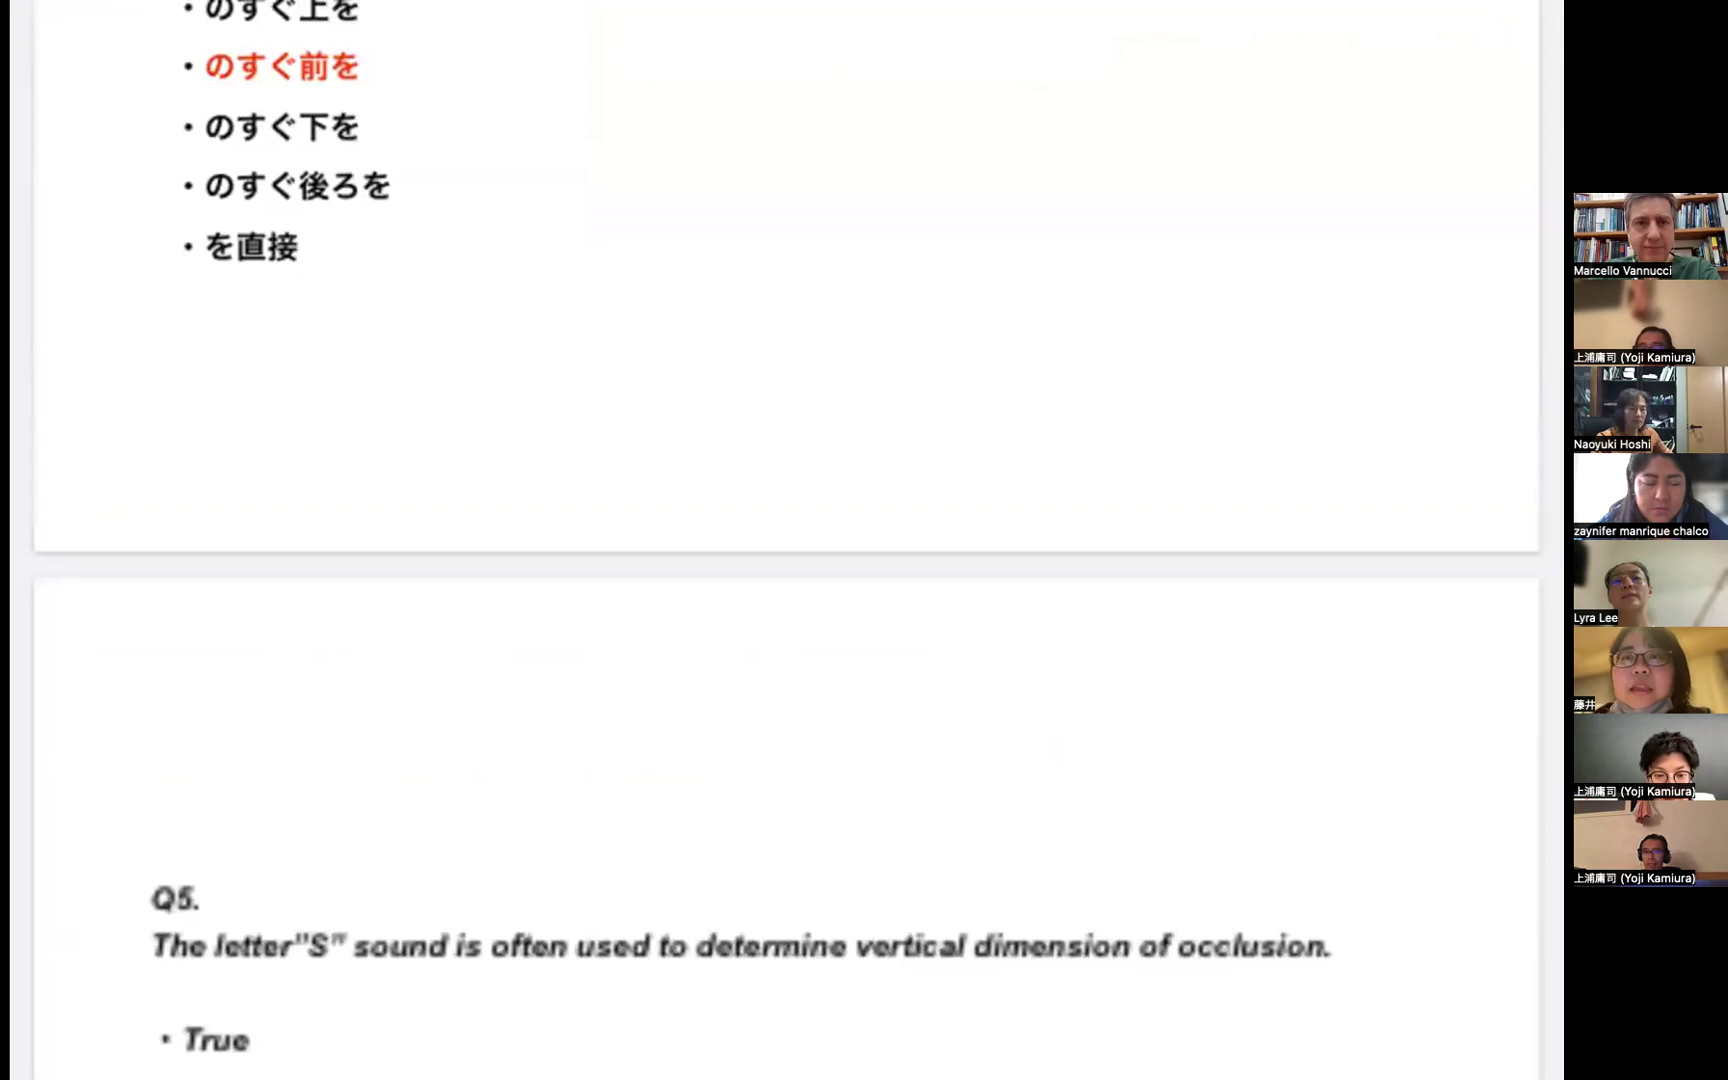 ・のすぐ上を
・のすぐ前を
・のすぐ下を
・のすぐ後ろを
・を直接
Q5.
The letter"S" sound is often used to determine vertical dimension of occlusion.
・True
Marcello Vannucci
上浦庸司 (Yoji Kamiura)
Naoyuki Hoshi
zaynifer manrique chalco
Lyra Lee
藤井
上浦庸司 (Yoji Kamiura)
上浦庸司 (Yoji Kamiura)